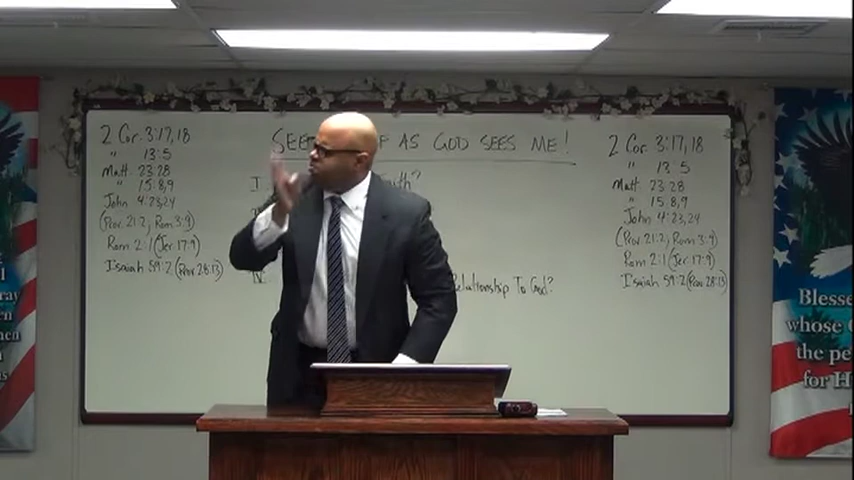 2 Cor. 3:17,18
" 13:5
Matt. 23:28
" 15:8,9
John 4:23,24
(Prov. 21:2; Rom 3:4)
Rom 2:1 (Jer. 17:9)
Isaiah 59:2 (Prov 28:13)
AS GOD SEES ME!
Relationship To God?
2 Cor. 3:17,18
" 13:5
Matt. 23:28
" 15:8,9
John 4:23,24
(Prov. 21:2; Rom 3:4)
Rom 2:1 (Jer. 17:9)
Isaiah 59:2 (Prov 28:13)
Blesse
whose
the pe
for H